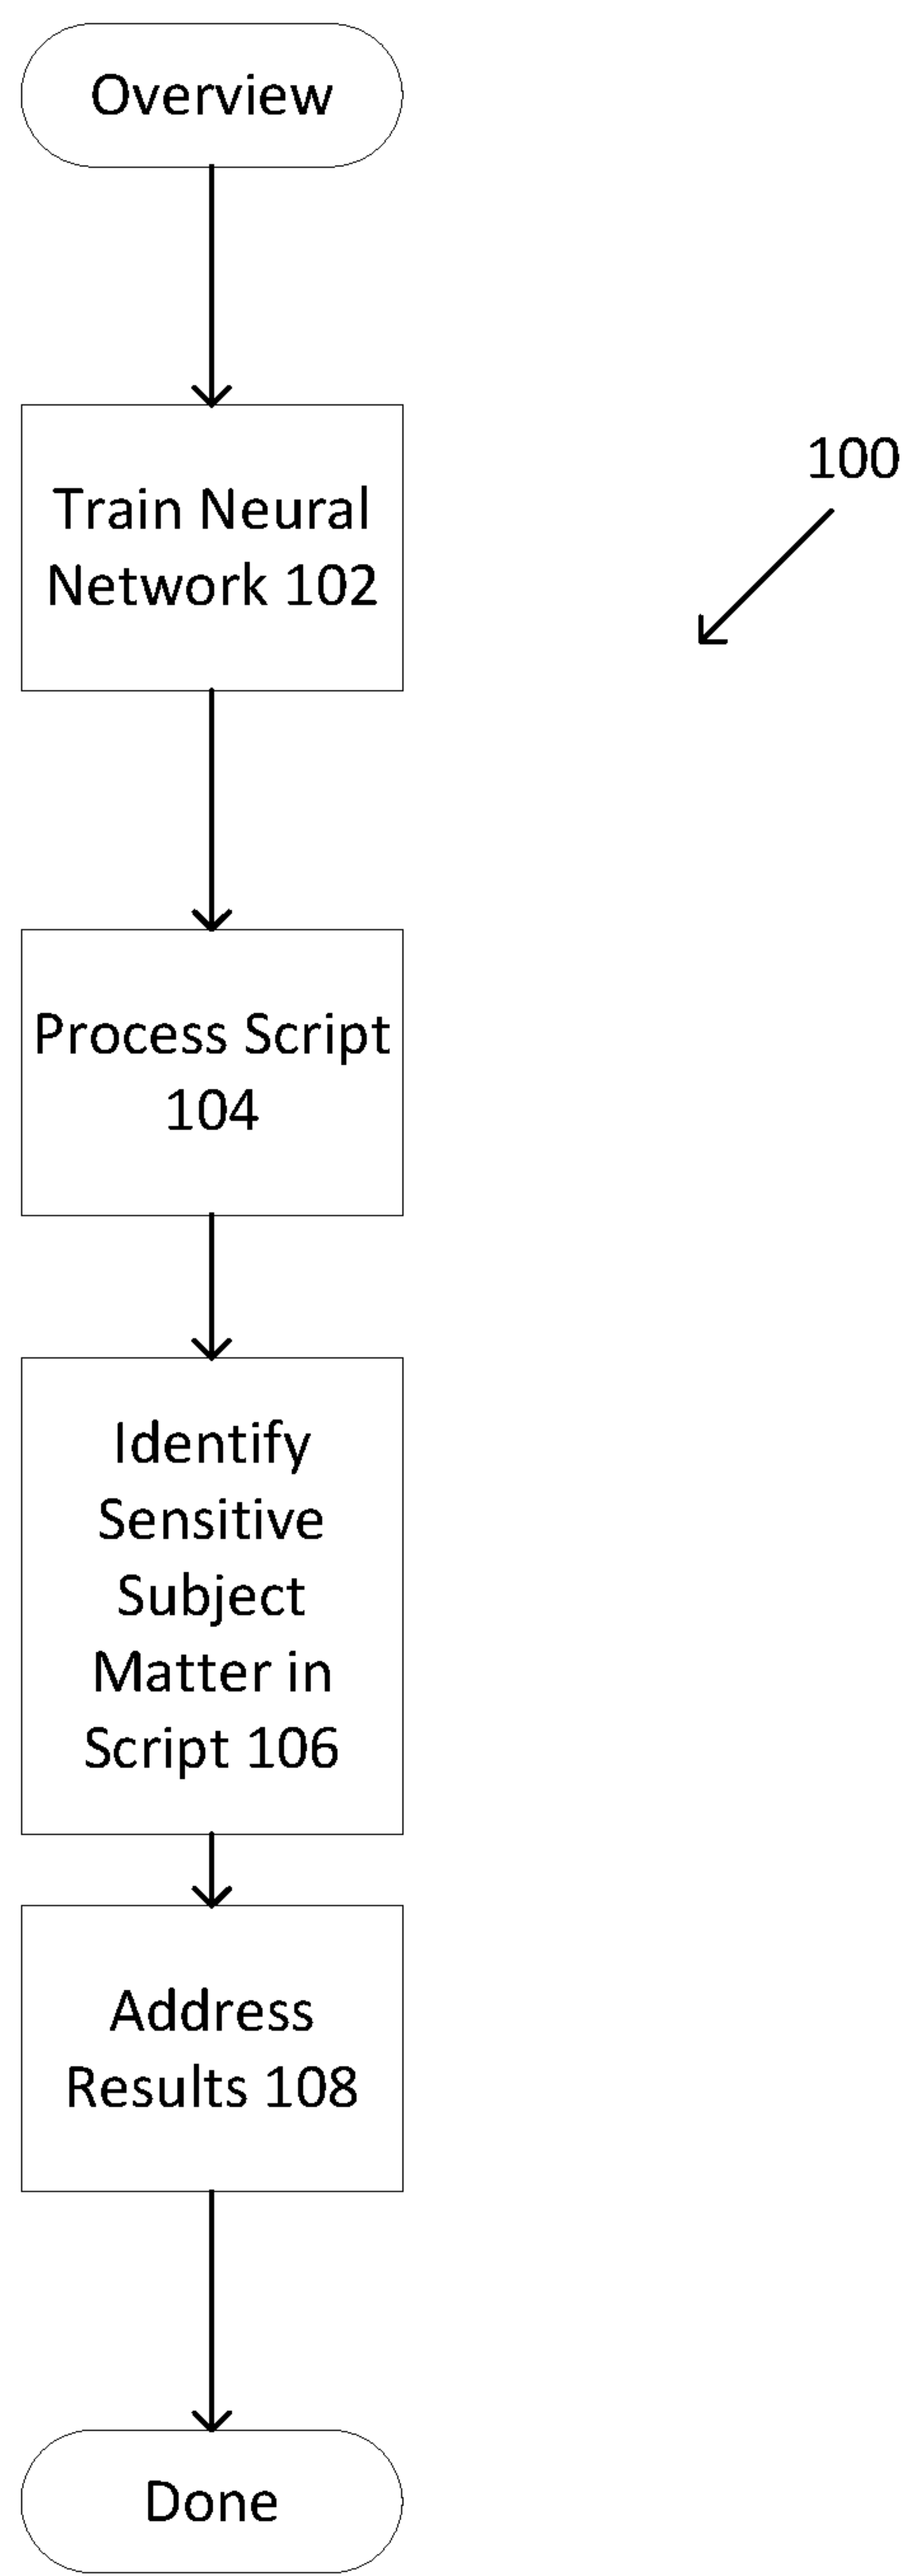 Overview
Train Neural
Network 102
100
Process Script
104
Identify
Sensitive
Subject
Matter in
Script 106
Address
Results 108
Done